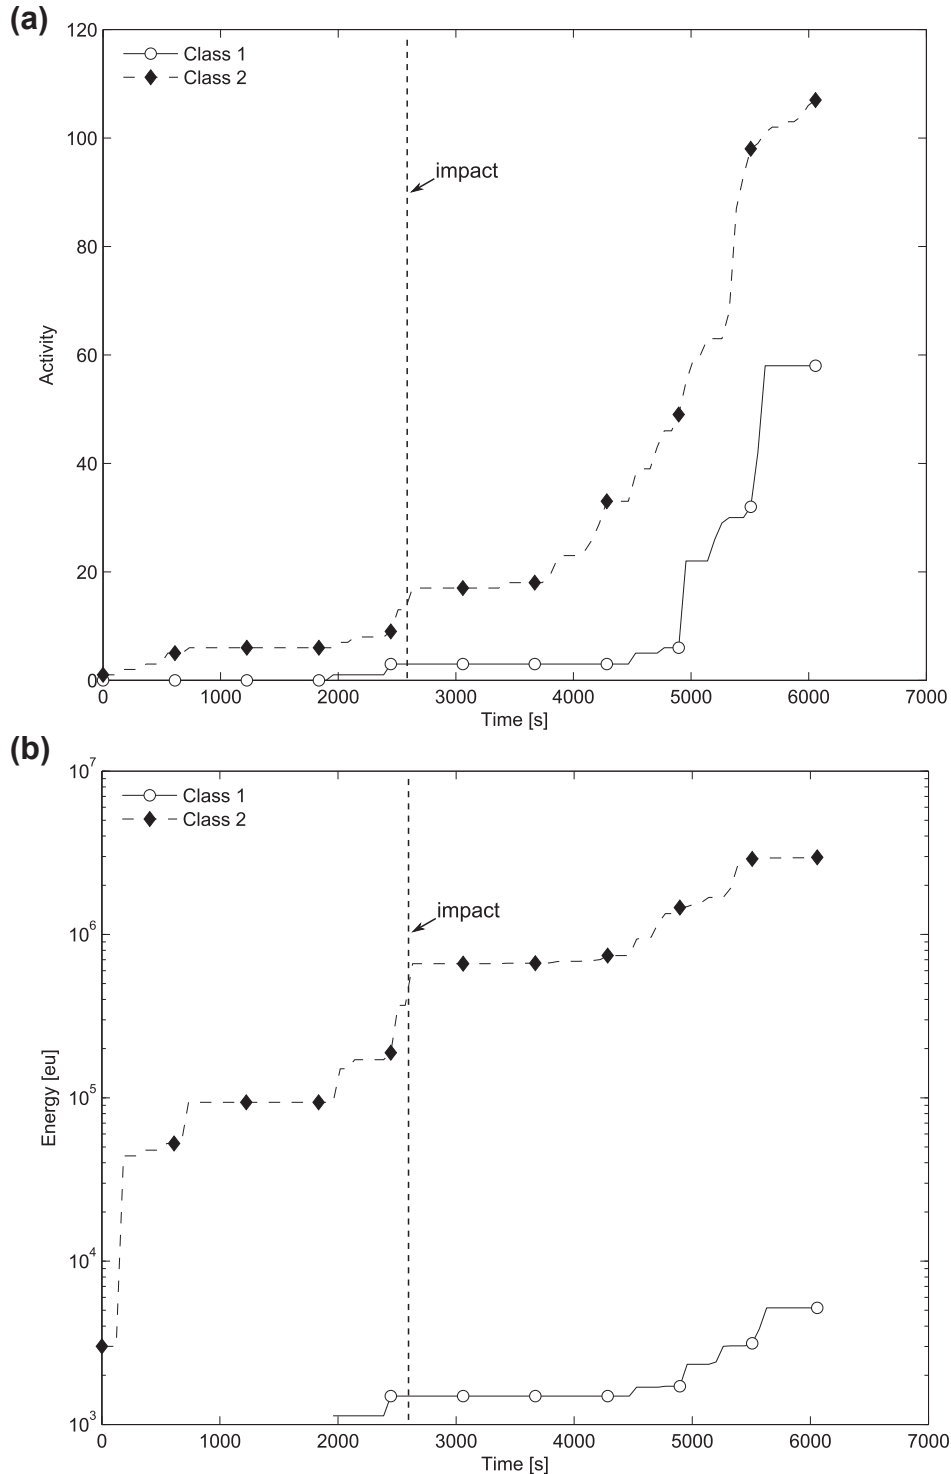 (a)
120
100
80
60
40
20
0
Activity
Class 1
Class 2
impact
0 1000 2000 3000 4000 5000 6000 7000
Time [s]
(b)
10^7
10^6
10^5
10^4
10^3
Energy [eu]
Class 1
Class 2
impact
0 1000 2000 3000 4000 5000 6000 7000
Time [s]